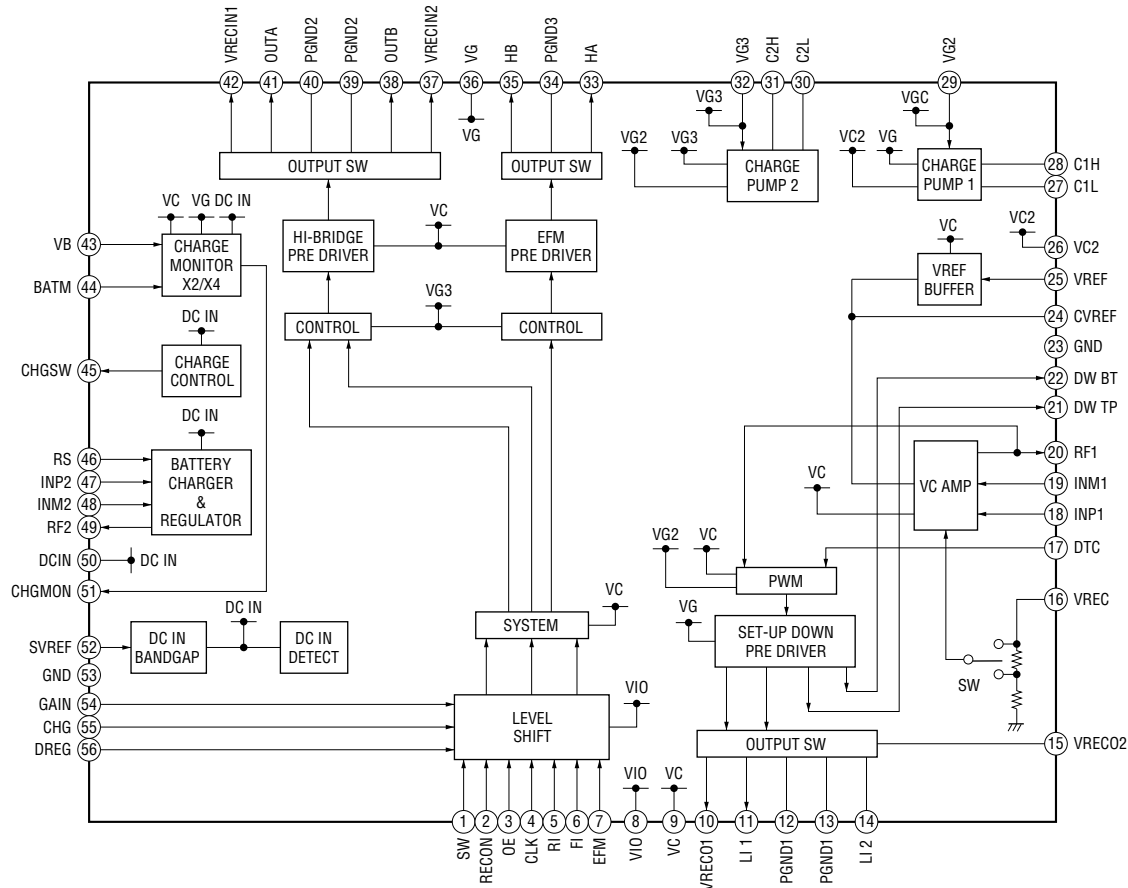 VRECIN1
OUTA
PGND2
PGND2
OUTB
VRECIN2
VG
HB
PGND3
HA
VG3
C2H
C2L
VG2
42
41
40
39
38
37
36
35
34
33
32
31
30
29
VG
VG3
VGC
OUTPUT SW
OUTPUT SW
VG2
VG3
CHARGE
PUMP 2
VC2
VG
CHARGE
PUMP 1
28 C1H
27 C1L
VC
VG
DC IN
VB 43
CHARGE
MONITOR
X2/X4
BATM 44
HI-BRIDGE
PRE DRIVER
VC
EFM
PRE DRIVER
VC
VC2
26 VC2
VREF
BUFFER
25 VREF
VG3
CONTROL
CONTROL
24 CVREF
23 GND
DC IN
CHGSW 45
CHARGE
CONTROL
22 DW BT
21 DW TP
DC IN
RS 46
INP2 47
INM2 48
RF2 49
BATTERY
CHARGER
&
REGULATOR
20 RF1
VC
VC AMP
19 INM1
18 INP1
DCIN 50
DC IN
17 DTC
VG2
VC
PWM
CHGMON 51
16 VREC
DC IN
VC
SYSTEM
VG
SET-UP DOWN
PRE DRIVER
SVREF 52
DC IN
BANDGAP
DC IN
DETECT
SW
GND 53
GAIN 54
CHG 55
DREG 56
LEVEL
SHIFT
VIO
OUTPUT SW
15 VRECO2
VIO
VC
1
2
3
4
5
6
7
8
9
10
11
12
13
14
SW
RECON
OE
CLK
RI
FI
EFM
VIO
VC
VRECO1
LI 1
PGND1
PGND1
LI 2